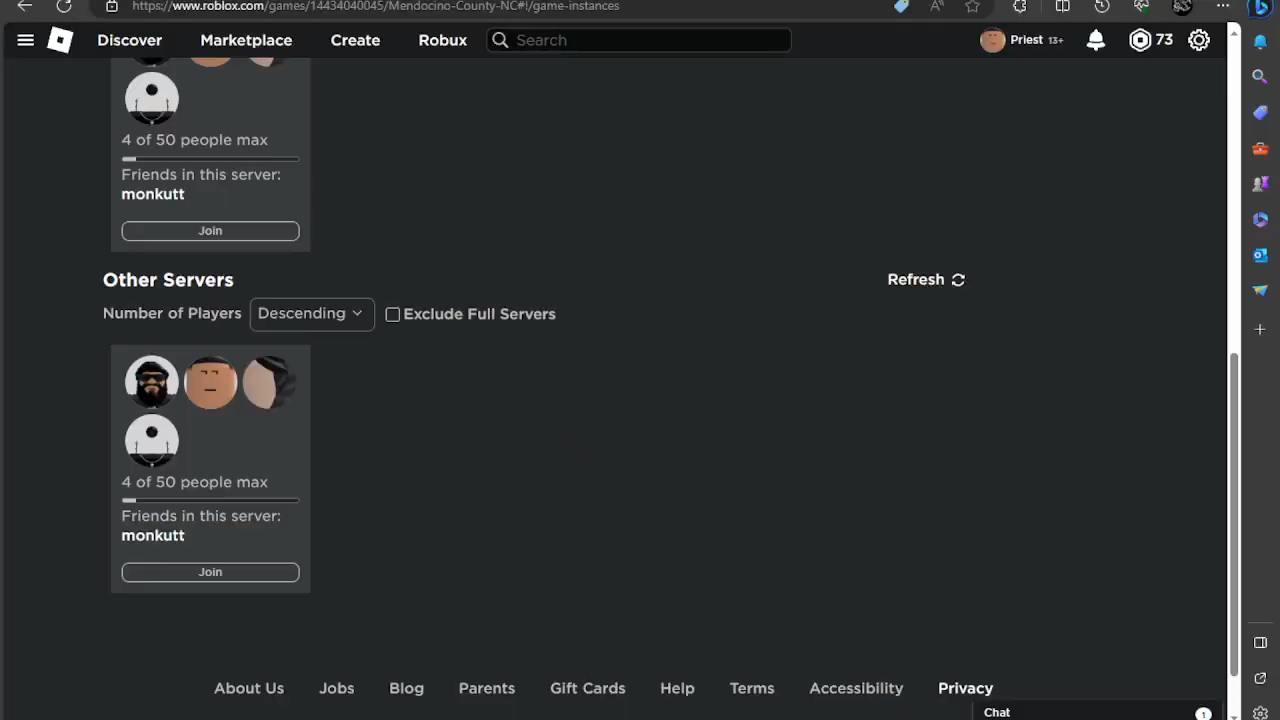 https://www.roblox.com/games/14434040045/Mendocino-County-NC#!/game-instances
Discover Marketplace Create Robux Search Priest 13+ 73
4 of 50 people max
Friends in this server:
monkutt
Join
Other Servers
Refresh
Number of Players Descending Exclude Full Servers
4 of 50 people max
Friends in this server:
monkutt
Join
About Us Jobs Blog Parents Gift Cards Help Terms Accessibility Privacy
Chat 1